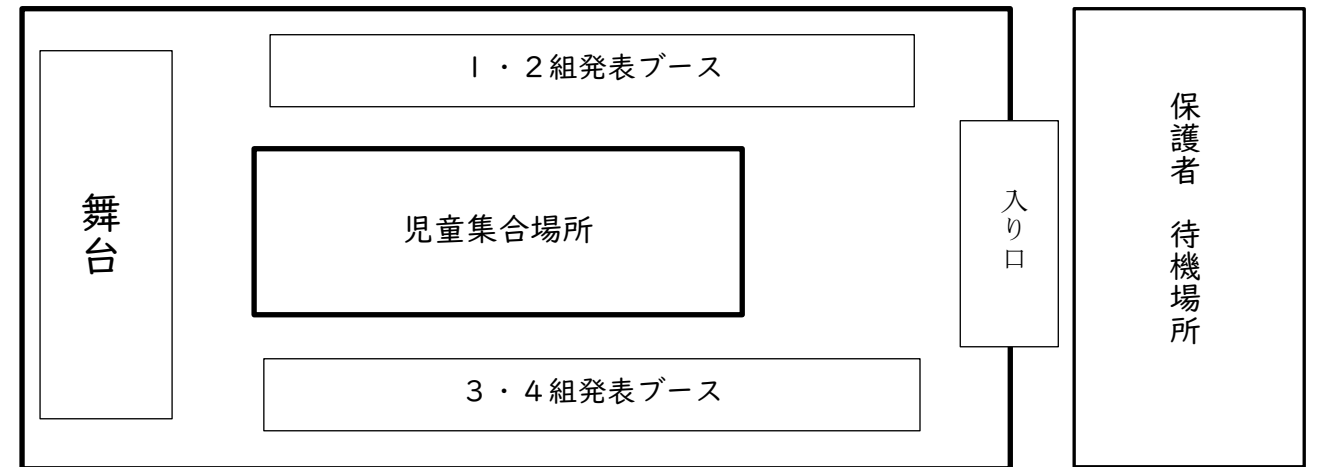 １・２組発表ブース
舞台
児童集合場所
入り口
保護者　待機場所
３・４組発表ブース